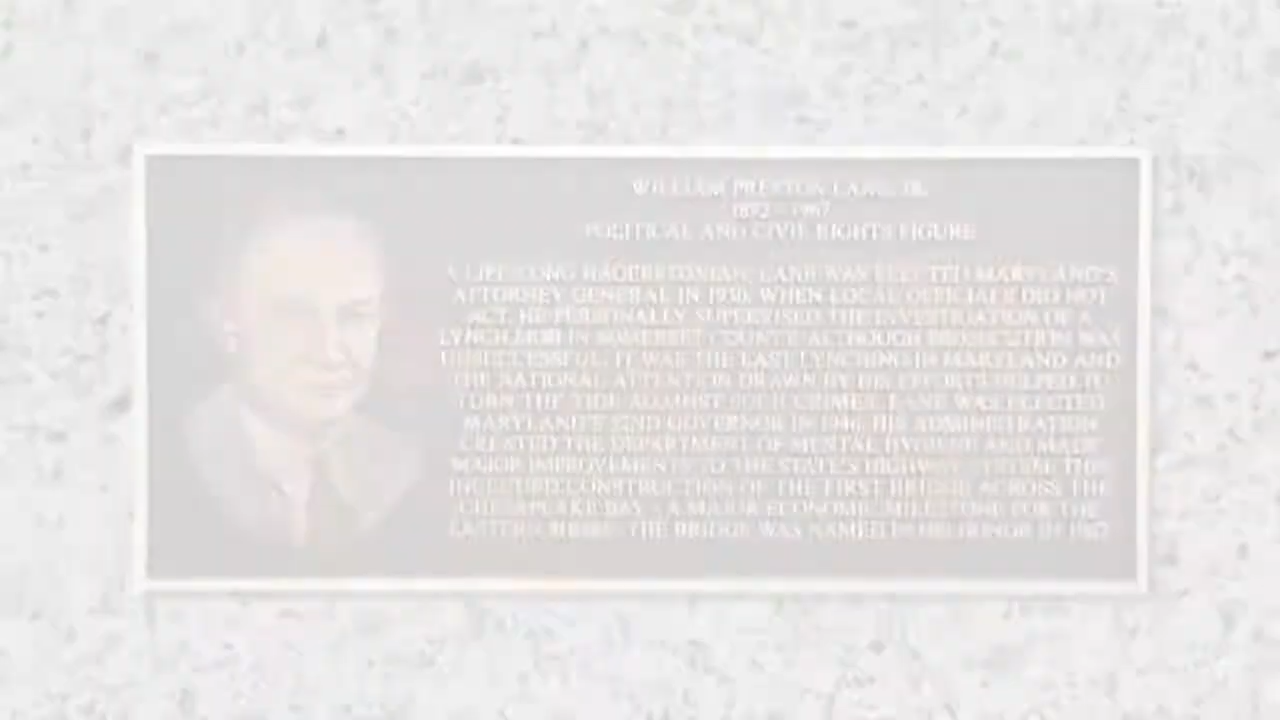 WILLIAM PRESTON LANE, JR.
1892 - 1967
POLITICAL AND CIVIL RIGHTS FIGURE
A LIFE-LONG HAGERSTONIAN, LANE WAS ELECTED MARYLAND'S
ATTORNEY GENERAL IN 1930. WHEN LOCAL OFFICIALS DID NOT
ACT, HE PERSONALLY SUPERVISED THE INVESTIGATION OF A
LYNCH MOB IN SOMERSET COUNTY. ALTHOUGH PROSECUTION WAS
UNSUCCESSFUL, IT WAS THE LAST LYNCHING IN MARYLAND AND
THE NATIONAL ATTENTION DRAWN BY HIS EFFORTS HELPED TO
TURN THE TIDE AGAINST SUCH CRIMES. LANE WAS ELECTED
MARYLAND'S 52ND GOVERNOR IN 1946. HIS ADMINISTRATION
CREATED THE DEPARTMENT OF MENTAL HYGIENE AND MADE
MAJOR IMPROVEMENTS TO THE STATE'S HIGHWAY SYSTEM. THIS
INCLUDED CONSTRUCTION OF THE FIRST BRIDGE ACROSS THE
CHESAPEAKE BAY - A MAJOR ECONOMIC MILESTONE FOR THE
EASTERN SHORE. THE BRIDGE WAS NAMED IN HIS HONOR IN 1967.